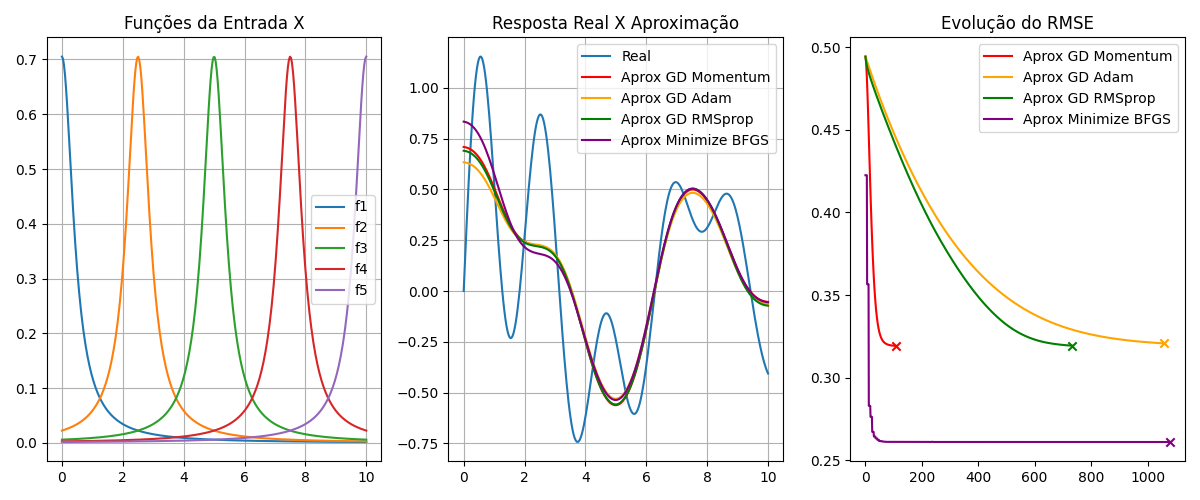 Funções da Entrada X
0.7
0.6
0.5
0.4
0.3
0.2
0.1
0.0
0
2
4
6
8
10
f1
f2
f3
f4
f5
Resposta Real X Aproximação
1.00
0.75
0.50
0.25
0.00
−0.25
−0.50
−0.75
0
2
4
6
8
10
Real
Aprox GD Momentum
Aprox GD Adam
Aprox GD RMSprop
Aprox Minimize BFGS
Evolução do RMSE
0.50
0.45
0.40
0.35
0.30
0.25
0
200
400
600
800
1000
Aprox GD Momentum
Aprox GD Adam
Aprox GD RMSprop
Aprox Minimize BFGS